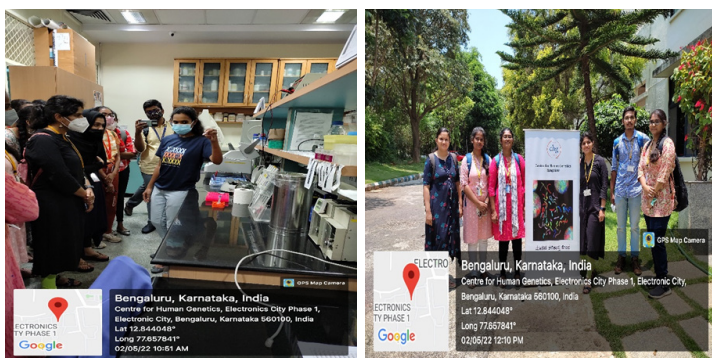 GPS Map Camera
ECTRONICS
TY PHASE 1
Google
Bengaluru, Karnataka, India
Centre for Human Genetics, Electronics City Phase 1,
Electronic City, Bengaluru, Karnataka 560100, India
Lat 12.844048°
Long 77.657841°
02/05/22 10:51 AM
GPS Map Camera
ELECTRO
ECTRONICS
TY PHASE 1
Google
Bengaluru, Karnataka, India
Centre for Human Genetics, Electronics City Phase 1, Electronic City,
Bengaluru, Karnataka 560100, India
Lat 12.844048°
Long 77.657841°
02/05/22 12:10 PM